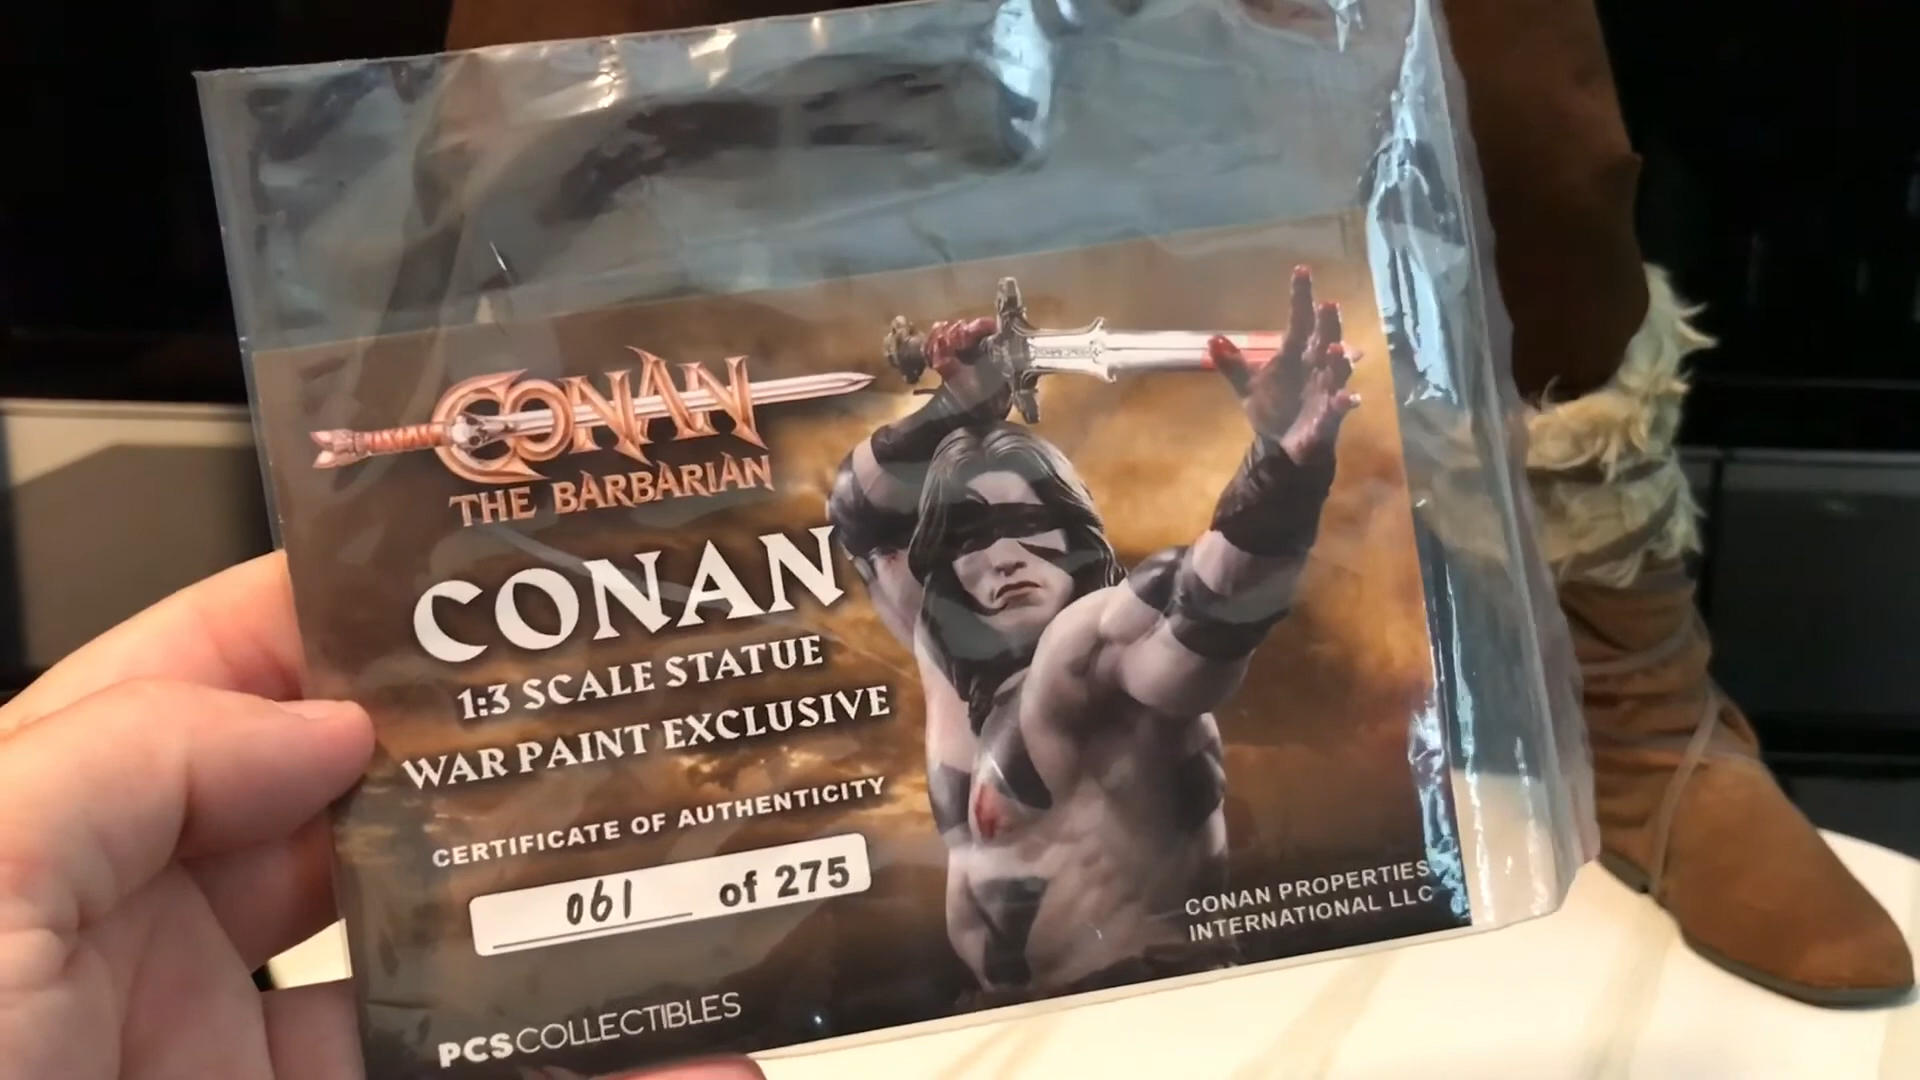 CONAN
THE BARBARIAN
CONAN
1:3 SCALE STATUE
WAR PAINT EXCLUSIVE
CERTIFICATE OF AUTHENTICITY
061 of 275
CONAN PROPERTIES
INTERNATIONAL LLC
PCSCOLLECTIBLES